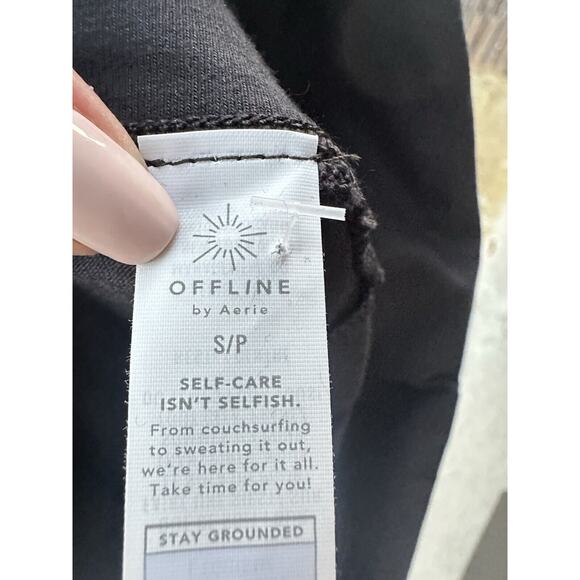 OFFLINE
by Aerie
S/P
SELF-CARE
ISN'T SELFISH.
From couchsurfing
to sweating it out,
we're here for it all.
Take time for you!
STAY GROUNDED